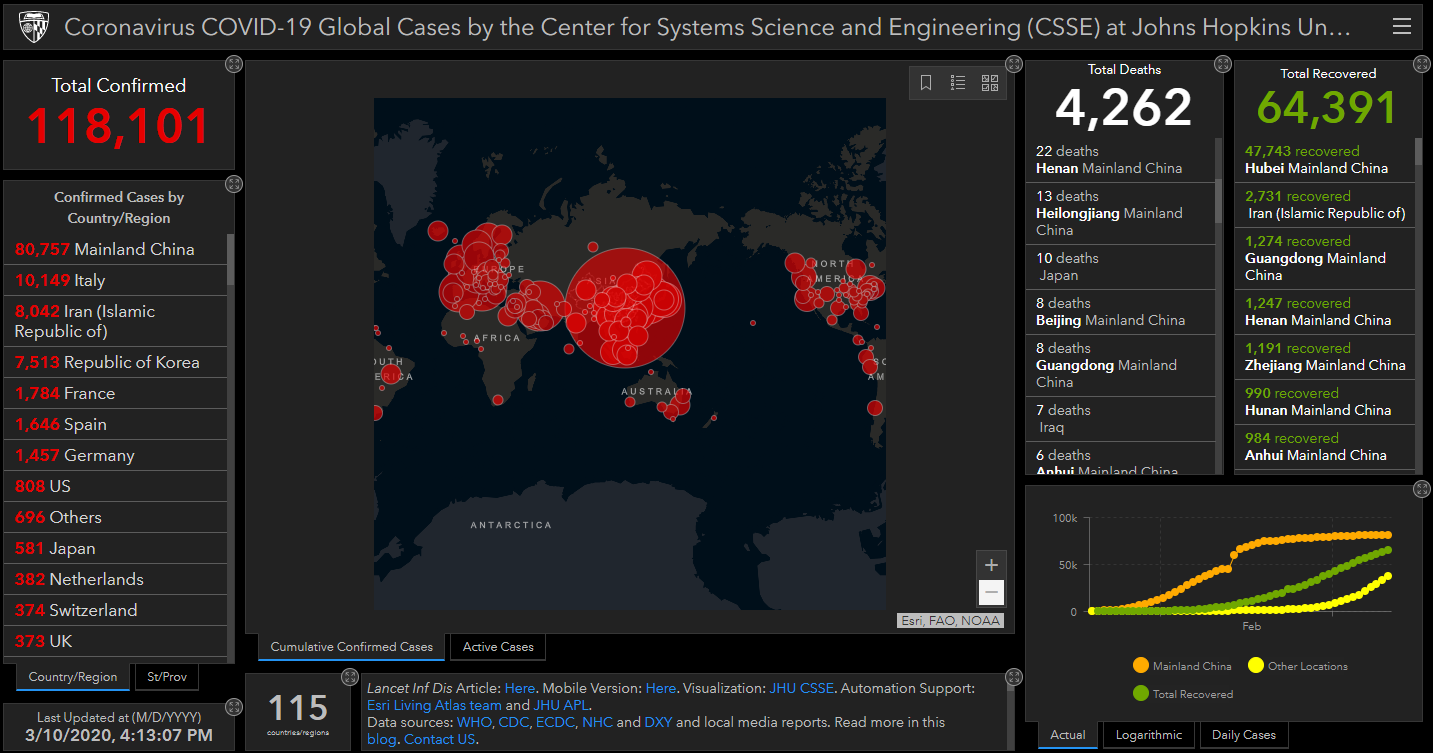 Coronavirus COVID-19 Global Cases by the Center for Systems Science and Engineering (CSSE) at Johns Hopkins Un...
Total Confirmed
118,101
Confirmed Cases by
Country/Region
80,757 Mainland China
10,149 Italy
8,042 Iran (Islamic
Republic of)
7,513 Republic of Korea
1,784 France
1,646 Spain
1,457 Germany
808 US
696 Others
581 Japan
382 Netherlands
374 Switzerland
373 UK
Country/Region
St/Prov
Last Updated at (M/D/YYYY)
3/10/2020, 4:13:07 PM
NORTH
AMERICA
AFRICA
AUSTRALIA
ANTARCTICA
+
−
Esri, FAO, NOAA
Cumulative Confirmed Cases
Active Cases
115
countries/regions
Lancet Inf Dis Article: Here. Mobile Version: Here. Visualization: JHU CSSE. Automation Support:
Esri Living Atlas team and JHU APL.
Data sources: WHO, CDC, ECDC, NHC and DXY and local media reports. Read more in this
blog. Contact US.
Total Deaths
4,262
22 deaths
Henan Mainland China
13 deaths
Heilongjiang Mainland
China
10 deaths
Japan
8 deaths
Beijing Mainland China
8 deaths
Guangdong Mainland
China
7 deaths
Iraq
6 deaths
Anhui Mainland China
Total Recovered
64,391
47,743 recovered
Hubei Mainland China
2,731 recovered
Iran (Islamic Republic of)
1,274 recovered
Guangdong Mainland
China
1,247 recovered
Henan Mainland China
1,191 recovered
Zhejiang Mainland China
990 recovered
Hunan Mainland China
984 recovered
Anhui Mainland China
100k
50k
0
Feb
Mainland China
Other Locations
Total Recovered
Actual
Logarithmic
Daily Cases